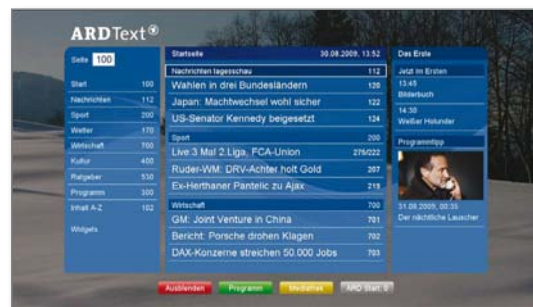 ARDText
Seite 100
Start 100
Nachrichten 112
Sport 200
Wetter 170
Wirtschaft 700
Kultur 400
Ratgeber 530
Programm 300
Inhalt A-Z 102
Widgets
Startseite 30.08.2009, 13:52
Nachrichten tagesschau 112
Wahlen in drei Bundesländern 120
Japan: Machtwechsel wohl sicher 122
US-Senator Kennedy beigesetzt 124
Sport 200
Live 3 Mal 2.Liga, FCA-Union 275/222
Ruder-WM: DRV-Achter holt Gold 207
Ex-Herthaner Pantelic zu Ajax 213
Wirtschaft 700
GM: Joint Venture in China 701
Bericht: Porsche drohen Klagen 702
DAX-Konzerne streichen 50.000 Jobs 703
Das Erste
Jetzt im Ersten
13:45
Bilderbuch
14:30
Weißer Holunder
Programmtipp
31.08.2009, 00:35
Der nächtliche Lauscher
Ausblenden
Programm
Mediathek
ARD Start: 0